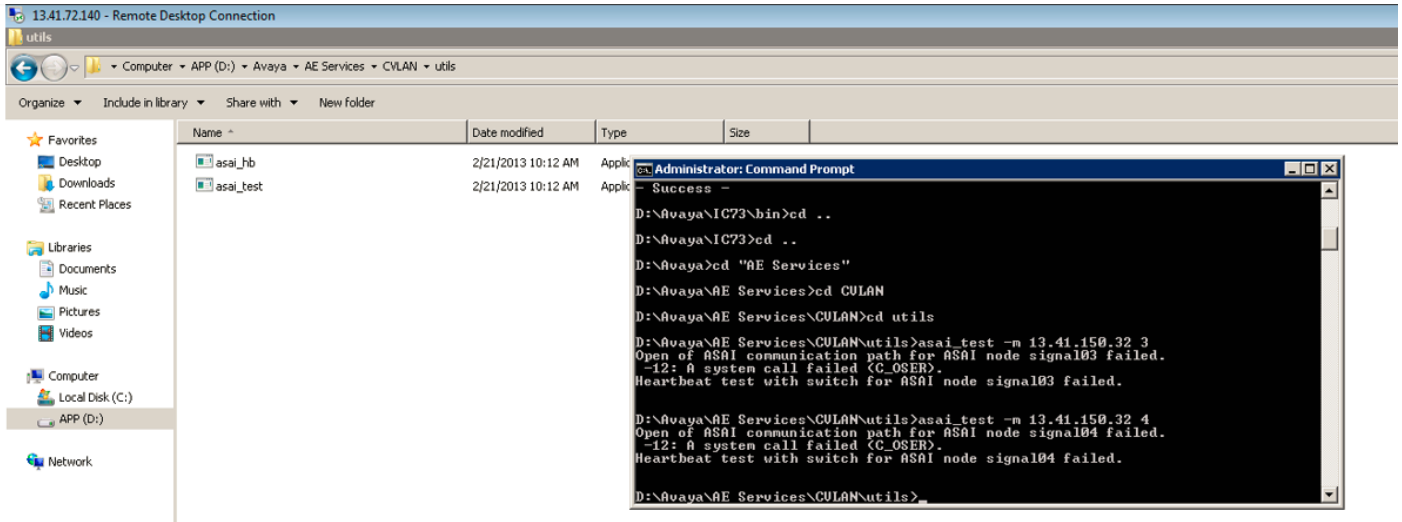 13.41.72.140 - Remote Desktop Connection
utils
Computer APP (D:) Avaya AE Services CVLAN utils
Organize Include in library Share with New folder
Name Date modified Type Size
Favorites
Desktop
Downloads
Recent Places
Libraries
Documents
Music
Pictures
Videos
Computer
Local Disk (C:)
APP (D:)
Network
asai_hb 2/21/2013 10:12 AM Applic
asai_test 2/21/2013 10:12 AM Applic
Administrator: Command Prompt
- Success -
D:\Avaya\IC73\bin>cd ..
D:\Avaya\IC73>cd ..
D:\Avaya>cd "AE Services"
D:\Avaya\AE Services>cd CVLAN
D:\Avaya\AE Services\CVLAN>cd utils
D:\Avaya\AE Services\CVLAN\utils>asai_test -m 13.41.150.32 3
Open of ASAI communication path for ASAI node signal03 failed.
-12: A system call failed (C_OSER).
Heartbeat test with switch for ASAI node signal03 failed.
D:\Avaya\AE Services\CVLAN\utils>asai_test -m 13.41.150.32 4
Open of ASAI communication path for ASAI node signal04 failed.
-12: A system call failed (C_OSER).
Heartbeat test with switch for ASAI node signal04 failed.
D:\Avaya\AE Services\CVLAN\utils>_